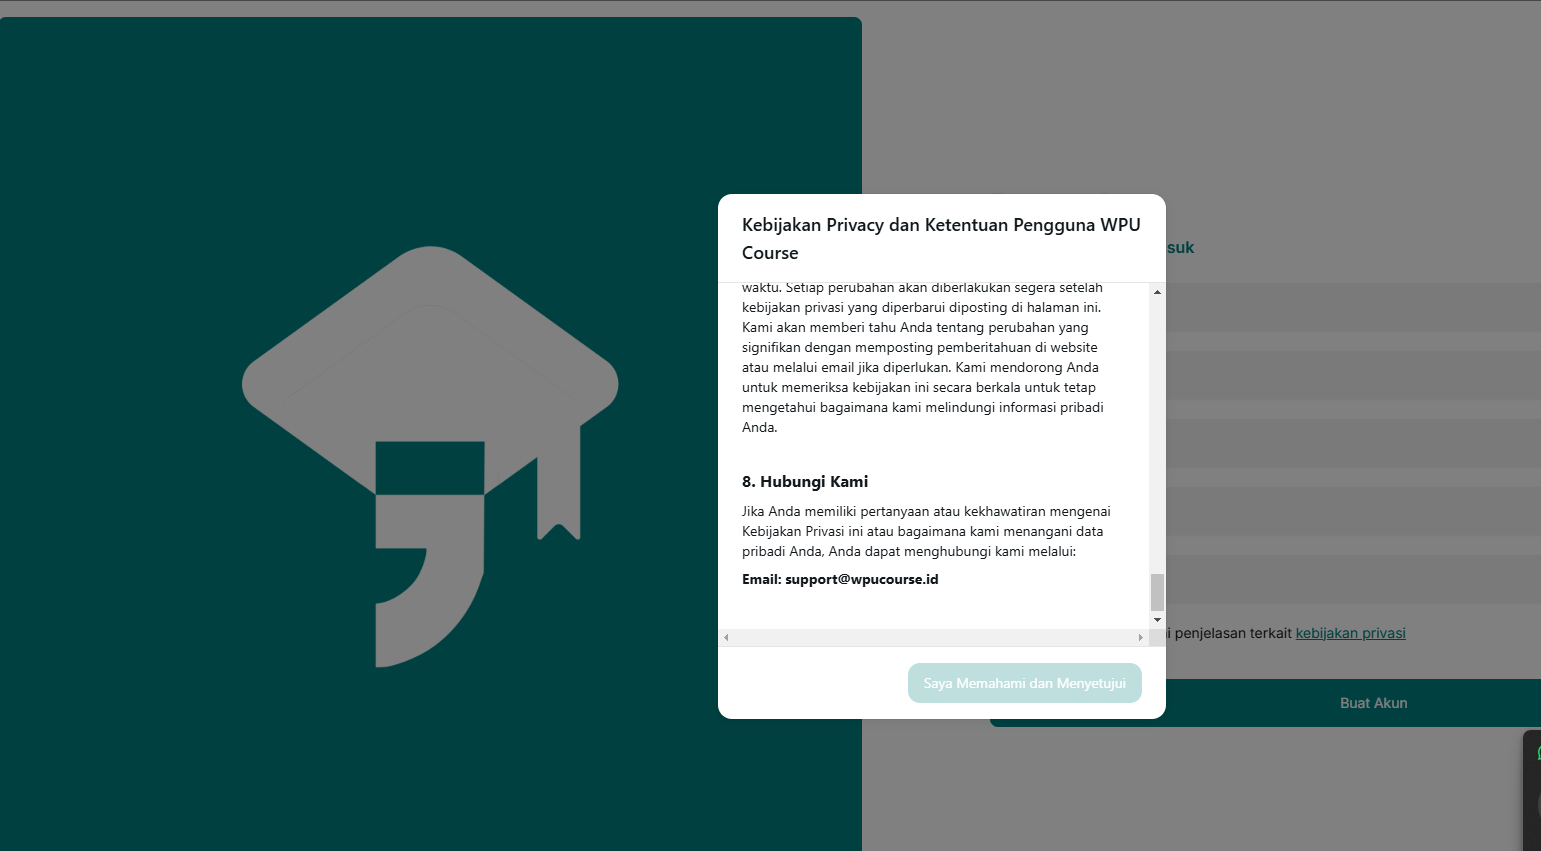 Kebijakan Privacy dan Ketentuan Pengguna WPU
Course
waktu. Setiap perubahan akan diberlakukan segera setelah
kebijakan privasi yang diperbarui diposting di halaman ini.
Kami akan memberi tahu Anda tentang perubahan yang
signifikan dengan memposting pemberitahuan di website
atau melalui email jika diperlukan. Kami mendorong Anda
untuk memeriksa kebijakan ini secara berkala untuk tetap
mengetahui bagaimana kami melindungi informasi pribadi
Anda.
8. Hubungi Kami
Jika Anda memiliki pertanyaan atau kekhawatiran mengenai
Kebijakan Privasi ini atau bagaimana kami menangani data
pribadi Anda, Anda dapat menghubungi kami melalui:
Email: support@wpucourse.id
Saya Memahami dan Menyetujui
suk
i penjelasan terkait kebijakan privasi
Buat Akun